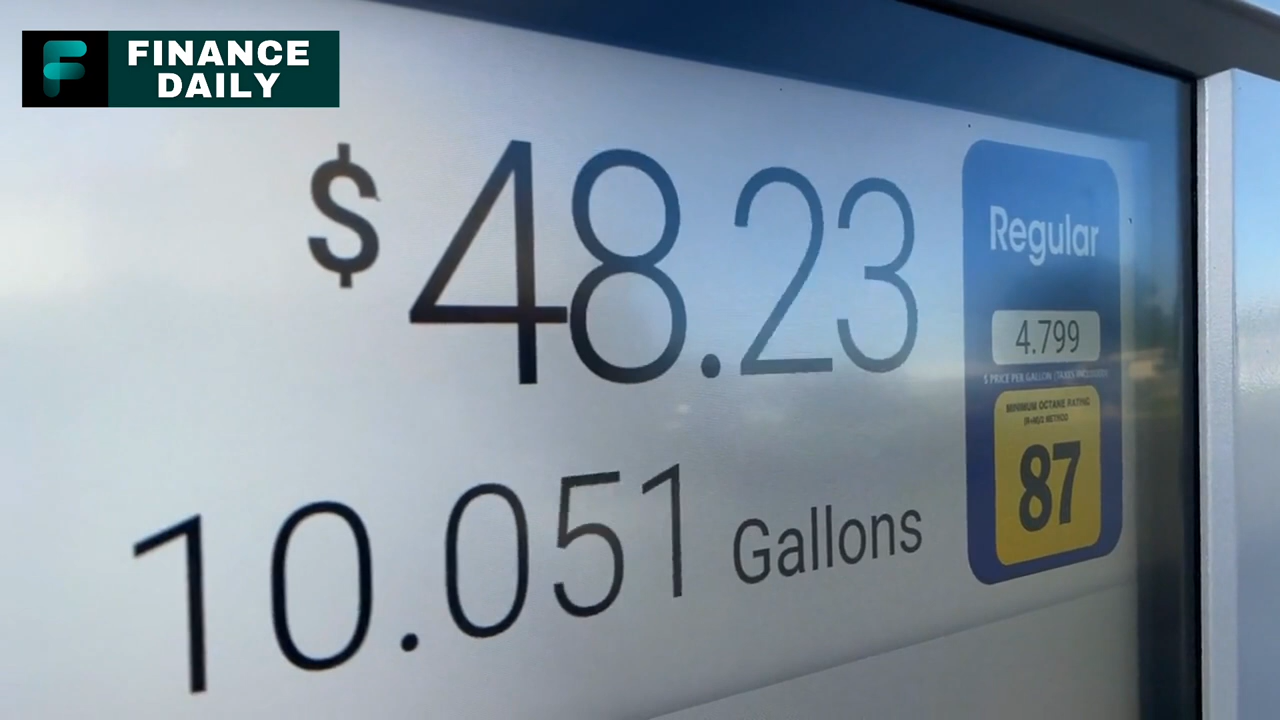 FINANCE
DAILY
$48.23
10.051 Gallons
Regular
4.799
$ PRICE PER GALLON (TAXES INCLUDED)
MINIMUM OCTANE RATING
(R+M)/2 METHOD
87